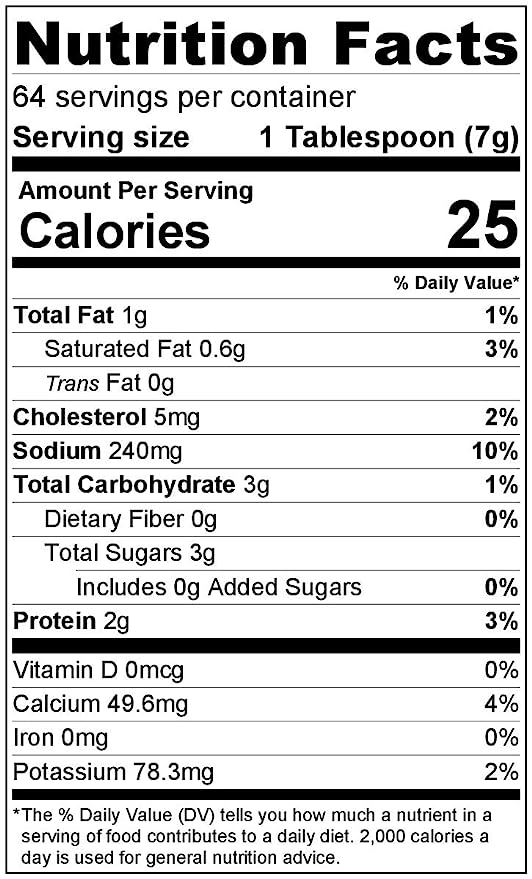 Nutrition Facts
64 servings per container
Serving size 1 Tablespoon (7g)
Amount Per Serving
Calories 25
% Daily Value*
Total Fat 1g 1%
Saturated Fat 0.6g 3%
Trans Fat 0g
Cholesterol 5mg 2%
Sodium 240mg 10%
Total Carbohydrate 3g 1%
Dietary Fiber 0g 0%
Total Sugars 3g
Includes 0g Added Sugars 0%
Protein 2g 3%
Vitamin D 0mcg 0%
Calcium 49.6mg 4%
Iron 0mg 0%
Potassium 78.3mg 2%
*The % Daily Value (DV) tells you how much a nutrient in a
serving of food contributes to a daily diet. 2,000 calories a
day is used for general nutrition advice.